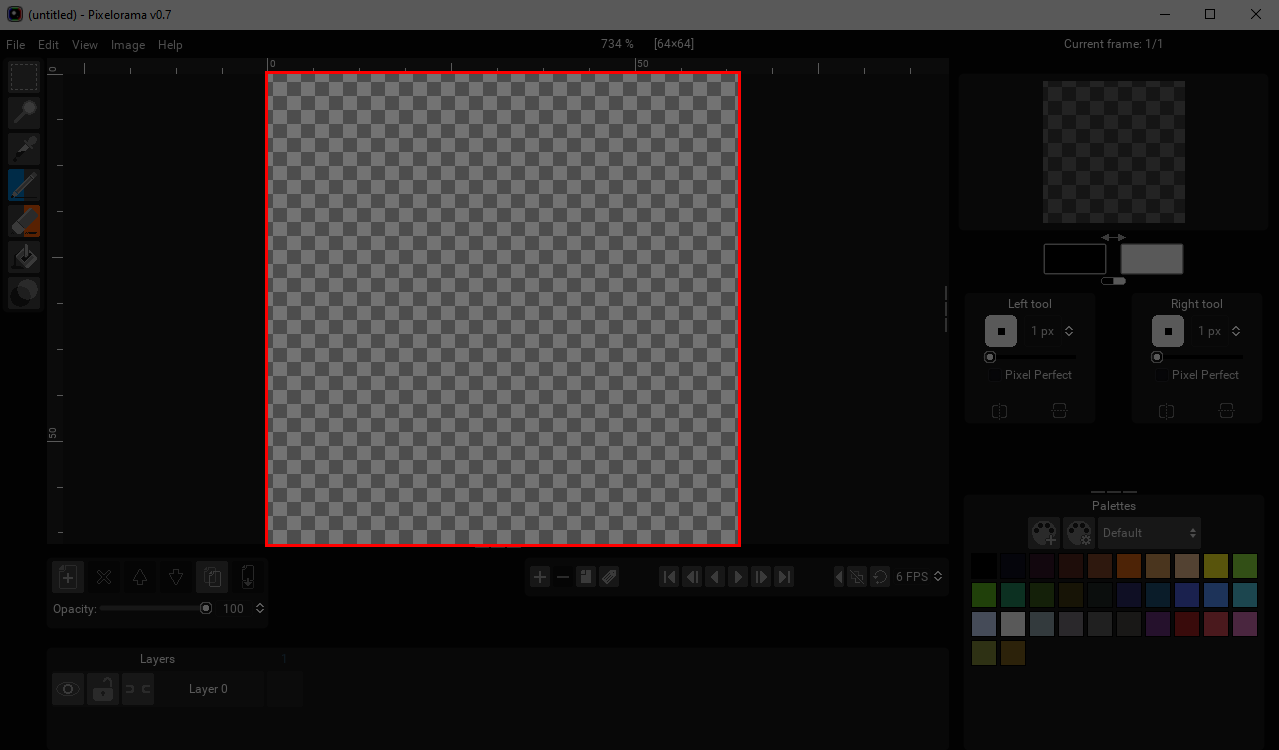 (untitled) - Pixelorama v0.7
File Edit View Image Help
734 % [64×64]
Current frame: 1/1
0 50
0
50
Left tool
Right tool
1 px
1 px
Pixel Perfect
Pixel Perfect
Palettes
Default
6 FPS
Opacity: 100
Layers 1
Layer 0